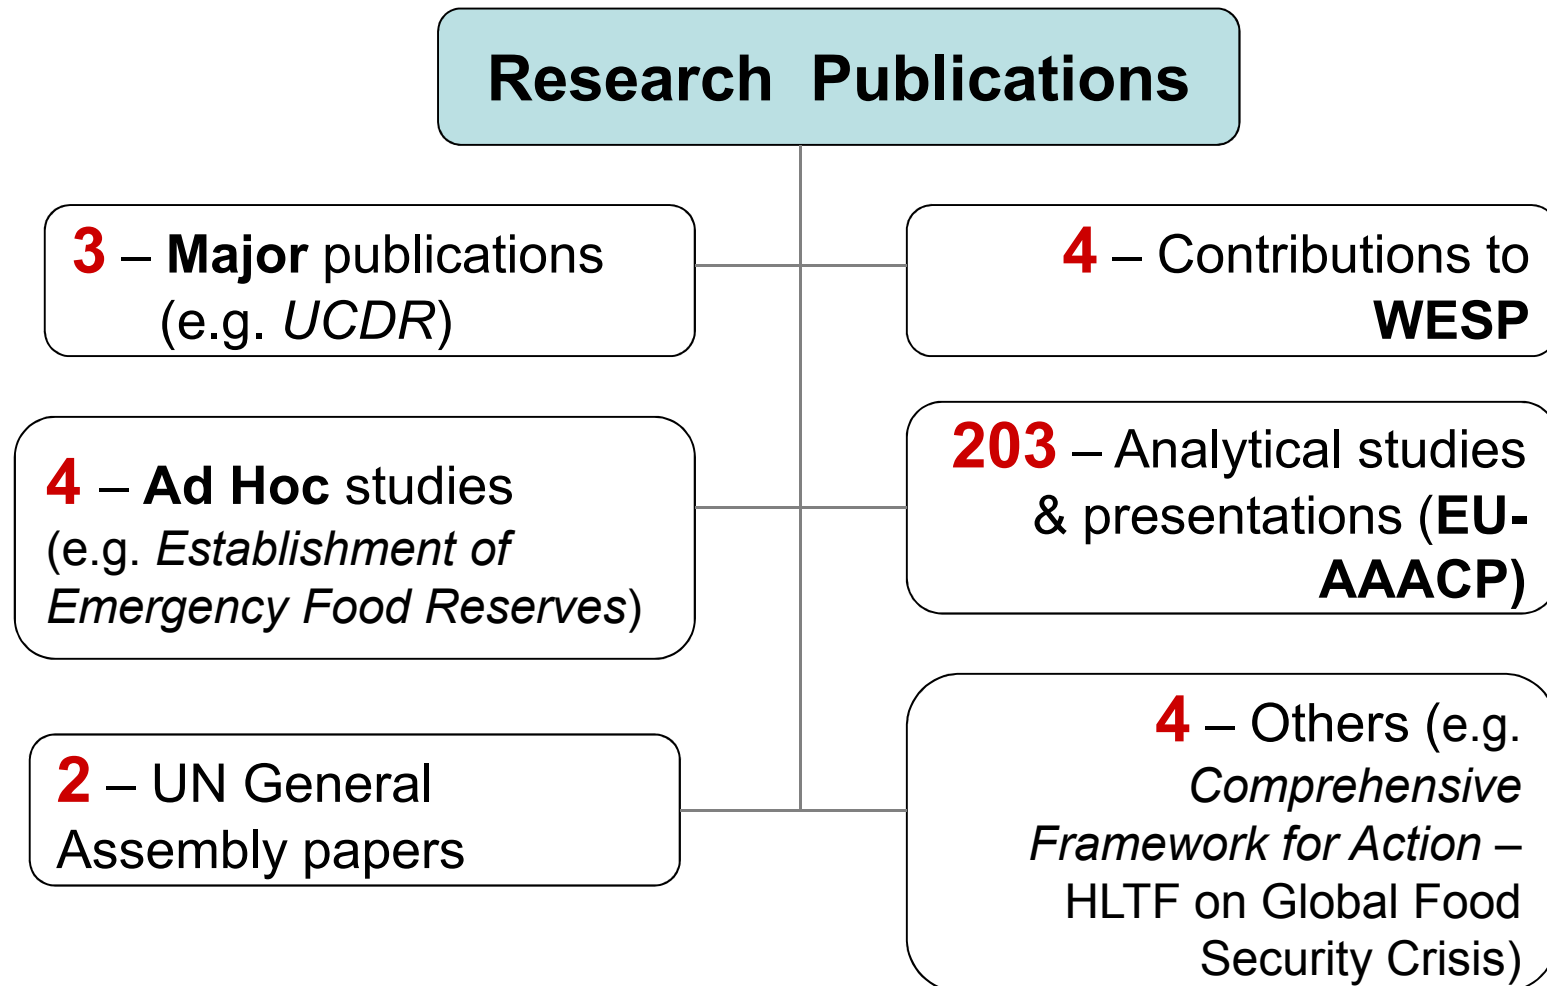 Research Publications
3 – Major publications
(e.g. UCDR)
4 – Ad Hoc studies
(e.g. Establishment of
Emergency Food Reserves)
2 – UN General
Assembly papers
4 – Contributions to
WESP
203 – Analytical studies
& presentations (EU-
AAACP)
4 – Others (e.g.
Comprehensive
Framework for Action –
HLTF on Global Food
Security Crisis)